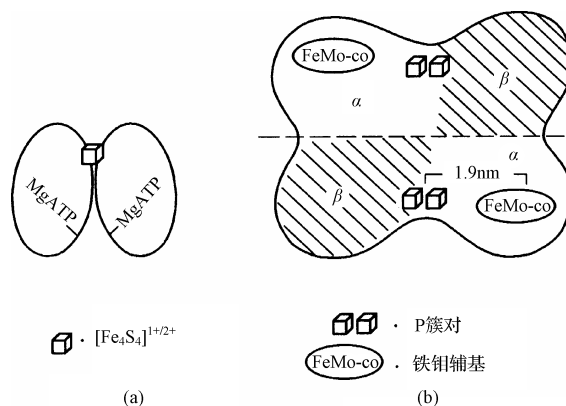 MgATP
MgATP
[Fe₄S₄]¹⁺/²⁺
(a)
FeMo-co
α
β
α
1.9nm
β
FeMo-co
P簇对
FeMo-co
铁钼辅基
(b)